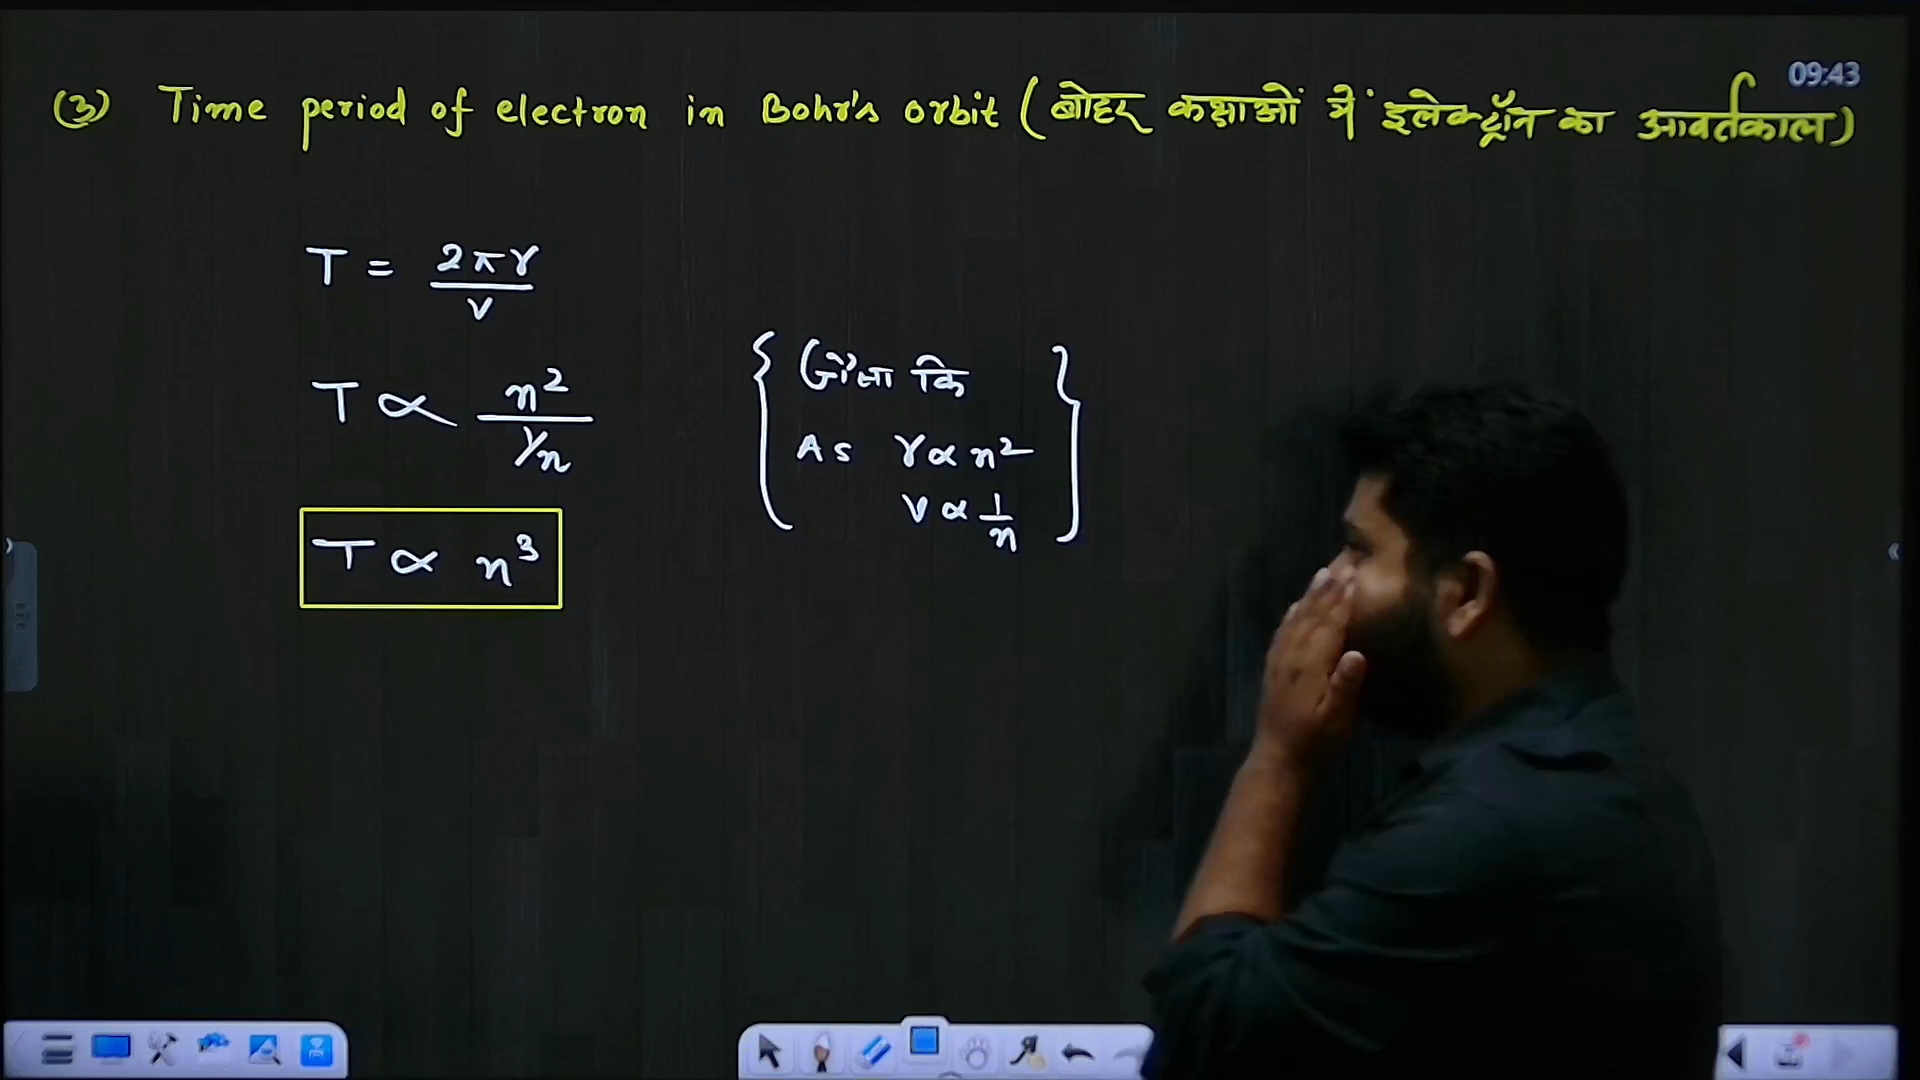 09:43
(3) Time period of electron in Bohr's orbit (बोहर कक्षाओं में इलेक्ट्रॉन का आवर्तकाल)
T = 2πr/v
T ∝ n²/1/n
{ जैसा कि
As r ∝ n²
v ∝ 1/n }
T ∝ n³